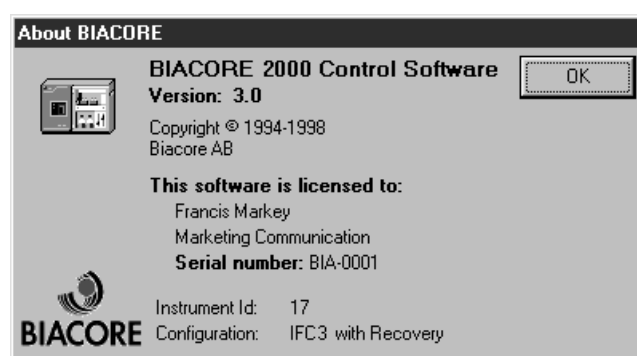 About BIACORE
BIACORE 2000 Control Software
OK
Version: 3.0
Copyright © 1994-1998
Biacore AB
This software is licensed to:
Francis Markey
Marketing Communication
Serial number: BIA-0001
Instrument Id: 17
BIACORE
Configuration: IFC3 with Recovery